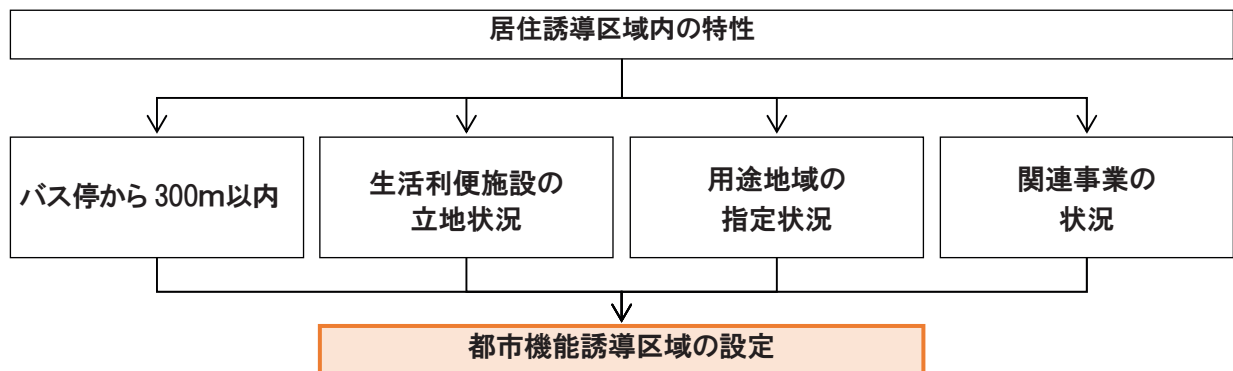 居住誘導区域内の特性
バス停から 300m以内
生活利便施設の
立地状況
用途地域の
指定状況
関連事業の
状況
都市機能誘導区域の設定